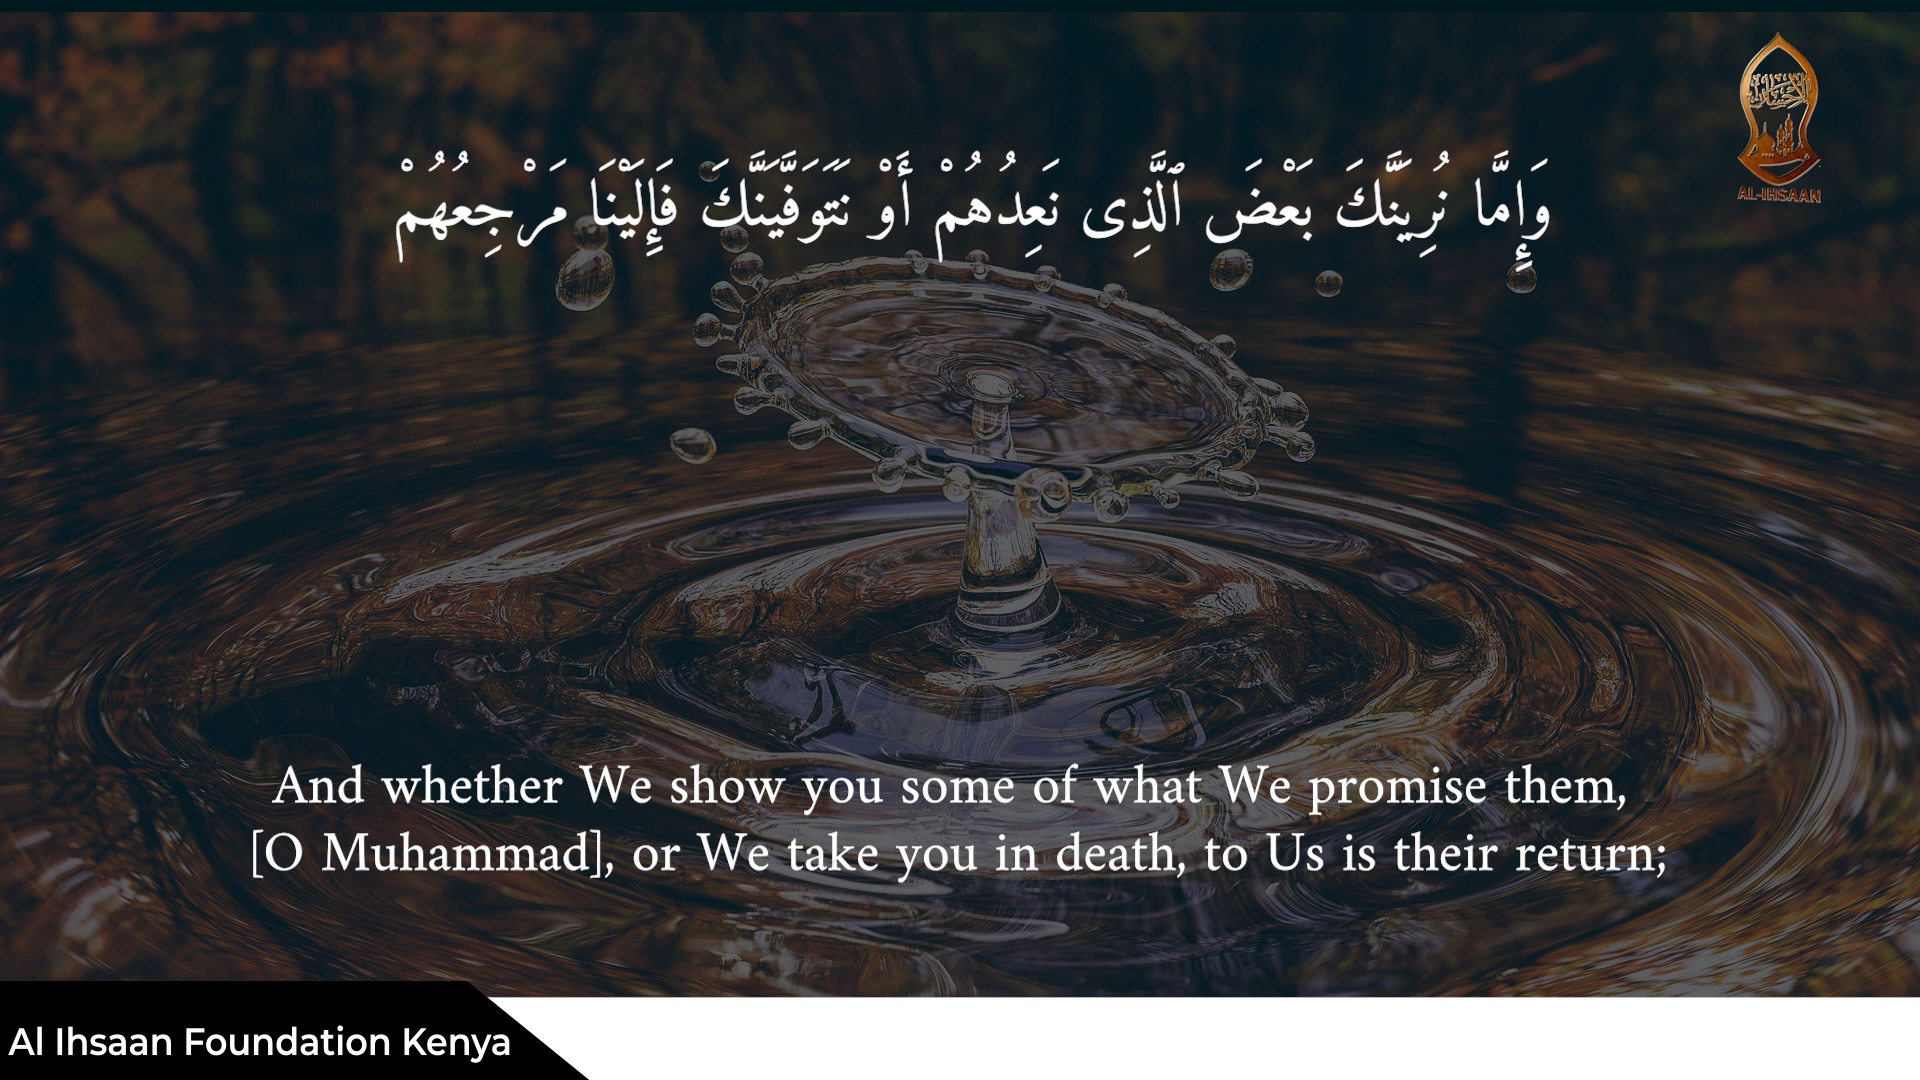 وَإِمَّا نُرِيَنَّكَ بَعْضَ ٱلَّذِى نَعِدُهُمْ أَوْ نَتَوَفَّيَنَّكَ فَإِلَيْنَا مَرْجِعُهُمْ
AL-IHSAAN
And whether We show you some of what We promise them,
[O Muhammad], or We take you in death, to Us is their return;
Al Ihsaan Foundation Kenya